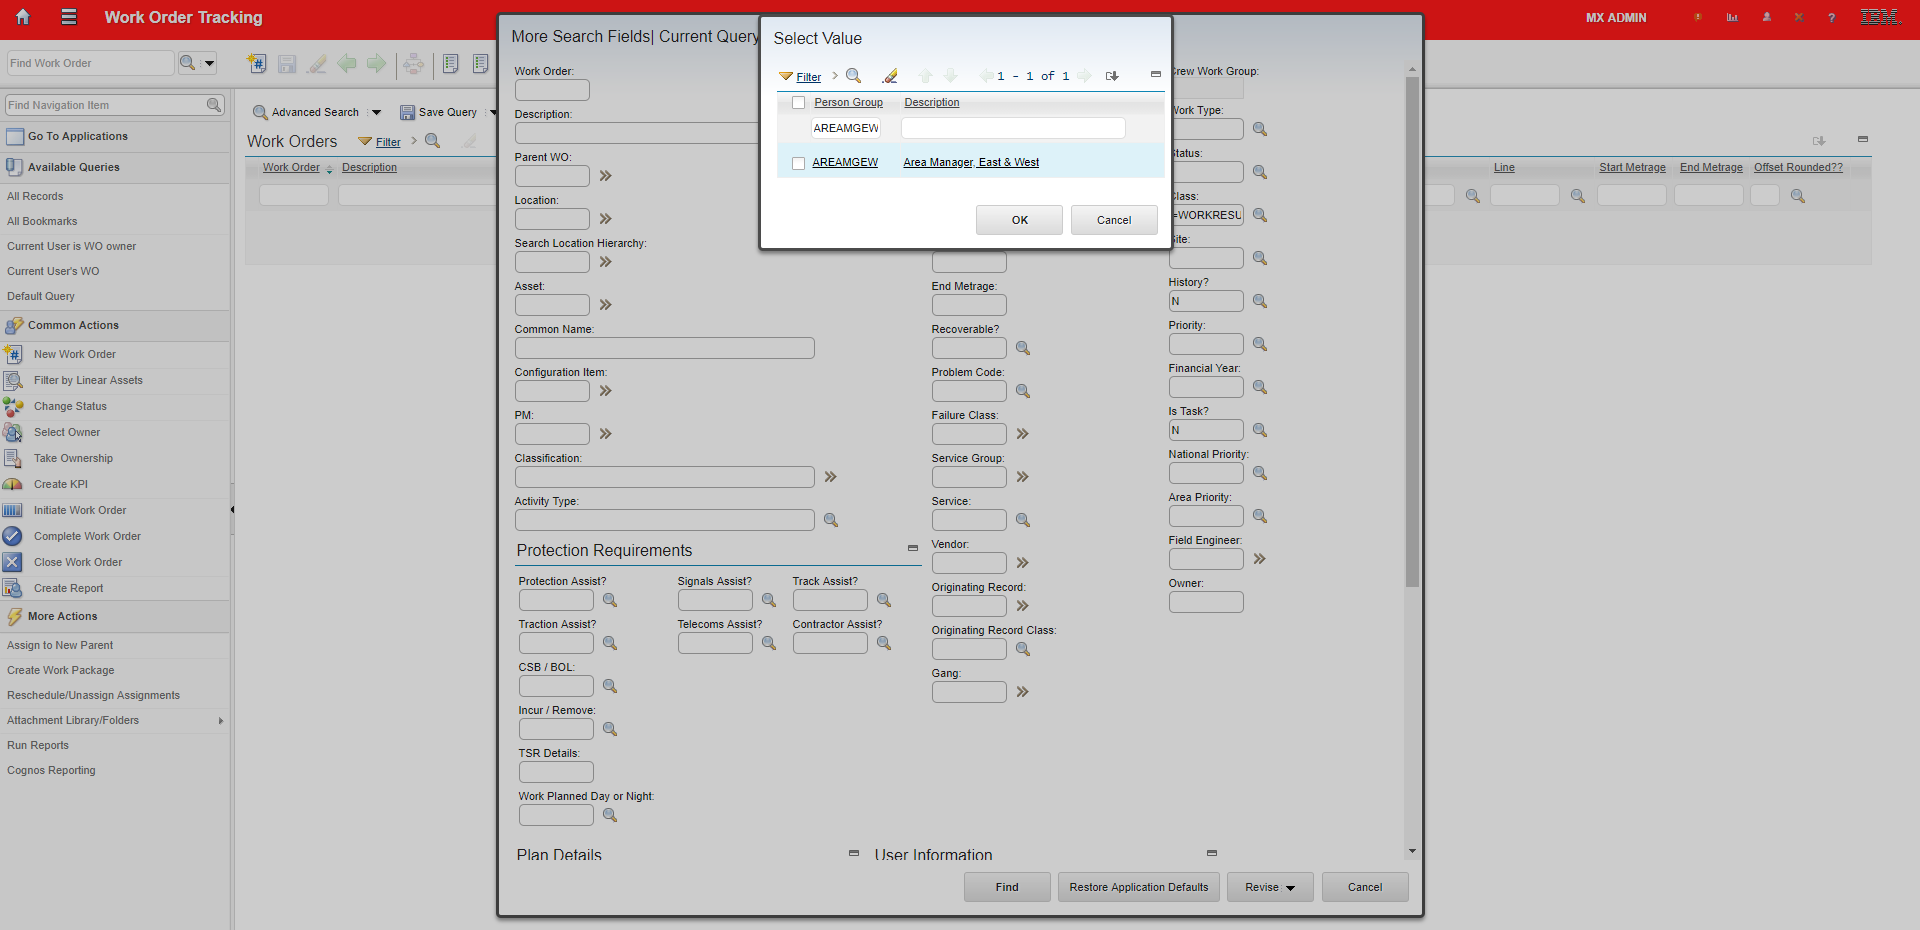 Work Order Tracking
MX ADMIN
IBM
Find Work Order
Find Navigation Item
Go To Applications
Available Queries
All Records
All Bookmarks
Current User is WO owner
Current User's WO
Default Query
Common Actions
New Work Order
Filter by Linear Assets
Change Status
Select Owner
Take Ownership
Create KPI
Initiate Work Order
Complete Work Order
Close Work Order
Create Report
More Actions
Assign to New Parent
Create Work Package
Reschedule/Unassign Assignments
Attachment Library/Folders
Run Reports
Cognos Reporting
Advanced Search
Save Query
Work Orders
Filter
Work Order Description
Line Start Metrage End Metrage Offset Rounded??
More Search Fields| Current Query
Work Order:
Description:
Parent WO:
Location:
Search Location Hierarchy:
Asset:
Common Name:
Configuration Item:
PM:
Classification:
Activity Type:
Protection Requirements
Protection Assist? Signals Assist? Track Assist?
Traction Assist? Telecoms Assist? Contractor Assist?
CSB / BOL:
Incur / Remove:
TSR Details:
Work Planned Day or Night:
Plan Details
User Information
End Metrage:
Recoverable?
Problem Code:
Failure Class:
Service Group:
Service:
Vendor:
Originating Record:
Originating Record Class:
Gang:
Crew Work Group:
Work Type:
Status:
Class:
=WORKRESU
Site:
History?
N
Priority:
Financial Year:
Is Task?
N
National Priority:
Area Priority:
Field Engineer:
Owner:
Find
Restore Application Defaults
Revise
Cancel
Select Value
Filter
1 - 1 of 1
Person Group Description
AREAMGEW
AREAMGEW Area Manager, East & West
OK
Cancel